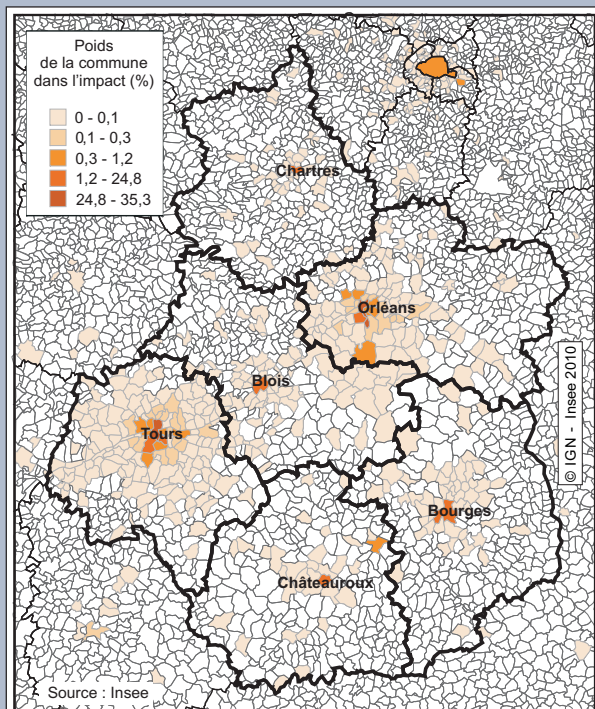 Poids
de la commune
dans l'impact (%)
0 - 0,1
0,1 - 0,3
0,3 - 1,2
1,2 - 24,8
24,8 - 35,3
Chartres
Orléans
Blois
Tours
Bourges
Châteauroux
© IGN - Insee 2010
Source : Insee